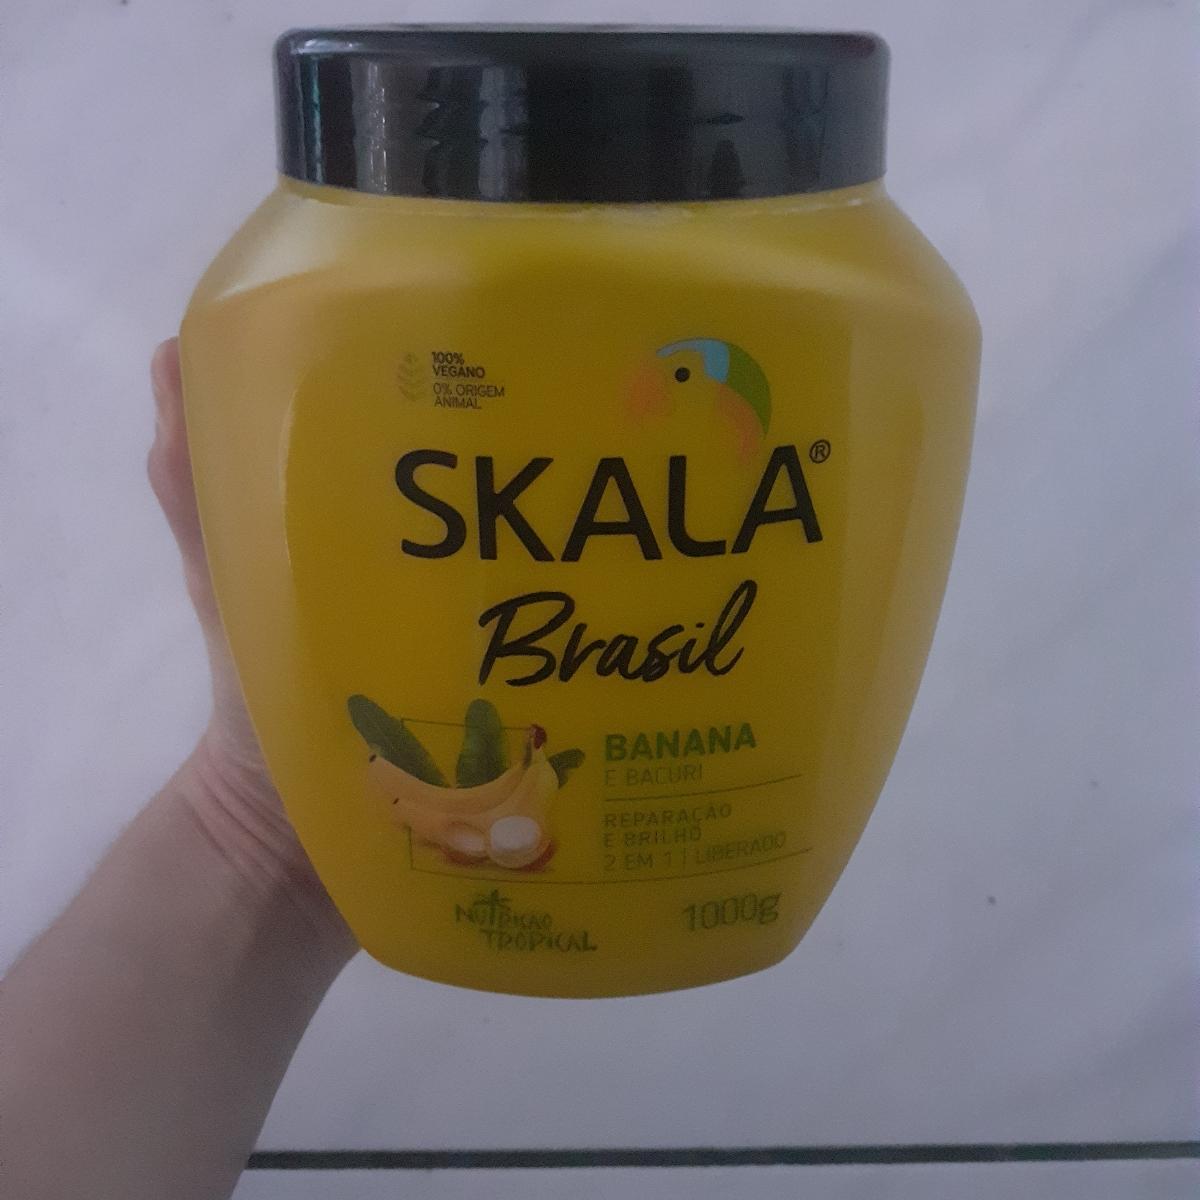 100%
VEGANO
0% ORIGEM
ANIMAL
SKALA®
Brasil
BANANA
E BACURI
REPARAÇÃO
E BRILHO
2 EM 1 | LIBERADO
NUTRIÇÃO
TROPICAL
1000g